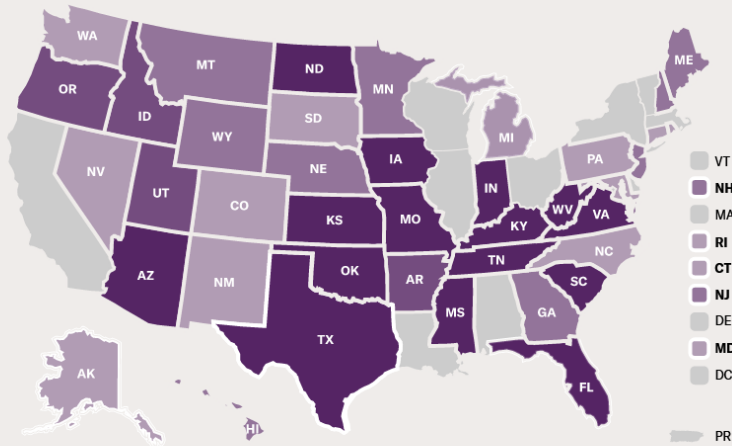 WA
ME
MT
ND
OR
MN
ID
SD
MI
WY
PA
VT
IA
NE
NV
IN
NH
UT
CO
WV
MA
VA
KS
MO
KY
RI
NC
CT
TN
AZ
OK
NM
AR
SC
NJ
MS
GA
DE
TX
MD
AK
DC
FL
HI
PR